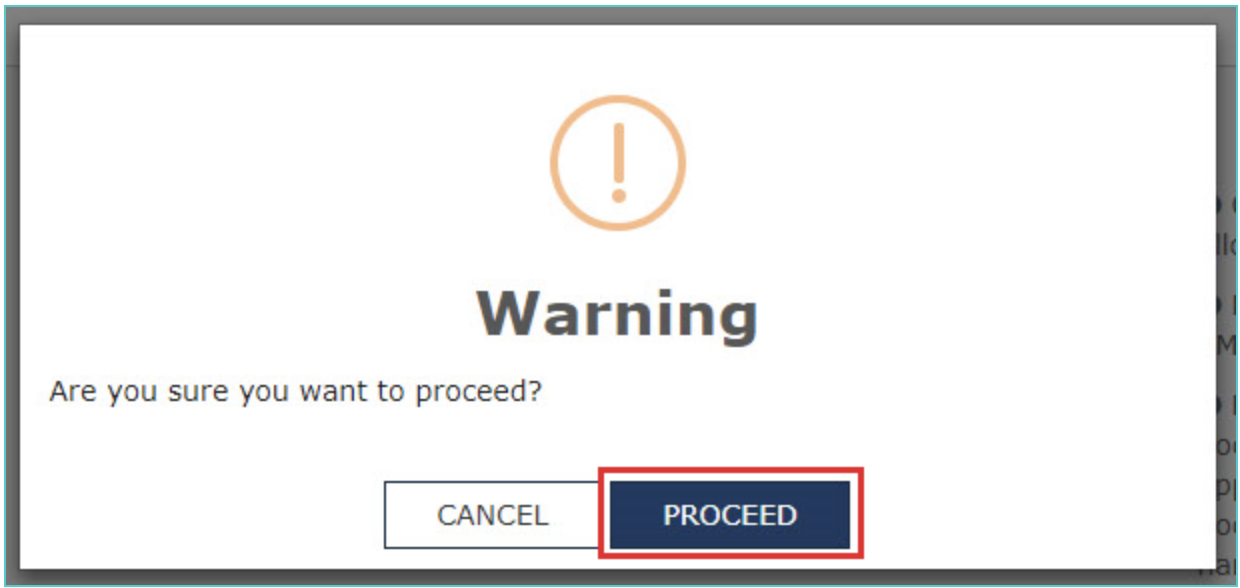 Warning
Are you sure you want to proceed?
CANCEL PROCEED